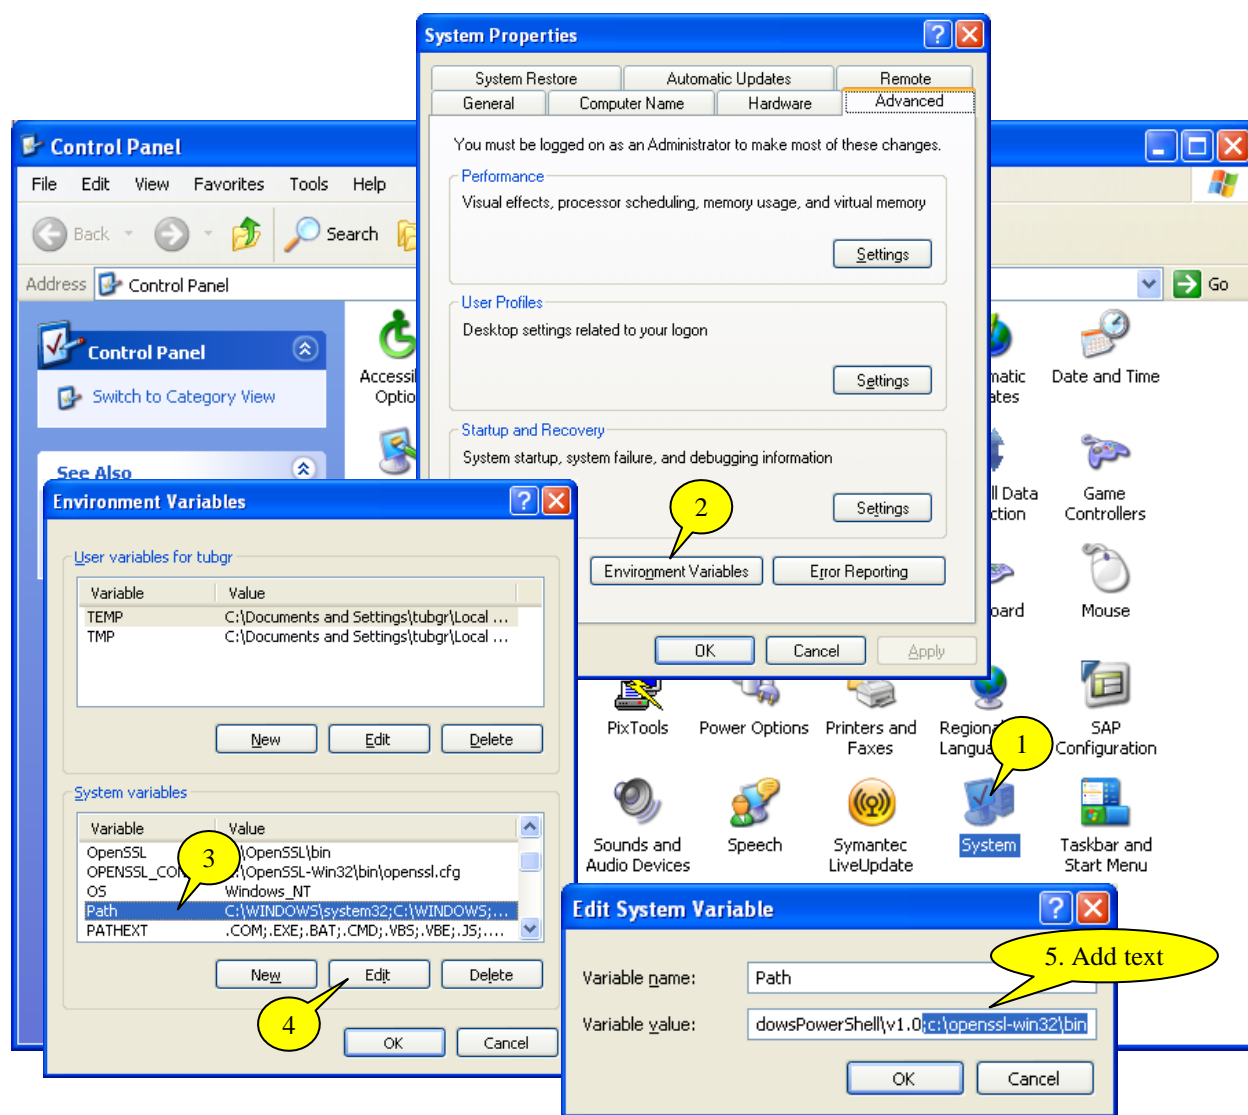 System Properties
System Restore Automatic Updates Remote
General Computer Name Hardware Advanced
You must be logged on as an Administrator to make most of these changes.
Performance
Visual effects, processor scheduling, memory usage, and virtual memory
Settings
User Profiles
Desktop settings related to your logon
Settings
Startup and Recovery
System startup, system failure, and debugging information
2
Settings
Environment Variables Error Reporting
OK Cancel Apply
Control Panel
File Edit View Favorites Tools Help
Back Search
Address Control Panel Go
Control Panel
Switch to Category View
See Also
Date and Time
Game
Controllers
Mouse
PixTools Power Options Printers and
Faxes
1
SAP
Configuration
Sounds and
Audio Devices
Speech
Symantec
LiveUpdate
System
Taskbar and
Start Menu
Environment Variables
User variables for tubgr
Variable Value
TEMP C:\Documents and Settings\tubgr\Local ...
TMP C:\Documents and Settings\tubgr\Local ...
New Edit Delete
System variables
Variable Value
OpenSSL \OpenSSL\bin
3
\OpenSSL-Win32\bin\openssl.cfg
OS Windows_NT
Path C:\WINDOWS\system32;C:\WINDOWS;...
PATHEXT .COM;.EXE;.BAT;.CMD;.VBS;.VBE;.JS;....
New Edit Delete
4
OK Cancel
Edit System Variable
5. Add text
Variable name: Path
Variable value: dowsPowerShell\v1.0;c:\openssl-win32\bin
OK Cancel